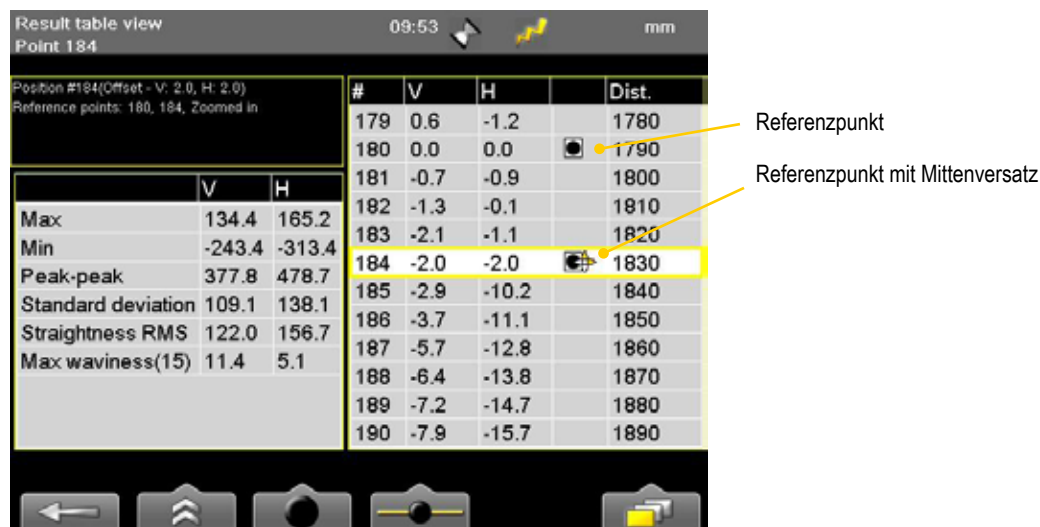 Result table view 09:53 mm
Point 184
Position #184(Offset - V: 2.0, H: 2.0)
Reference points: 180, 184, Zoomed in
V H
Max 134.4 165.2
Min -243.4 -313.4
Peak-peak 377.8 478.7
Standard deviation 109.1 138.1
Straightness RMS 122.0 156.7
Max waviness(15) 11.4 5.1
# V H Dist.
179 0.6 -1.2 1780
180 0.0 0.0 1790
181 -0.7 -0.9 1800
182 -1.3 -0.1 1810
183 -2.1 -1.1 1820
184 -2.0 -2.0 1830
185 -2.9 -10.2 1840
186 -3.7 -11.1 1850
187 -5.7 -12.8 1860
188 -6.4 -13.8 1870
189 -7.2 -14.7 1880
190 -7.9 -15.7 1890
Referenzpunkt
Referenzpunkt mit Mittenversatz